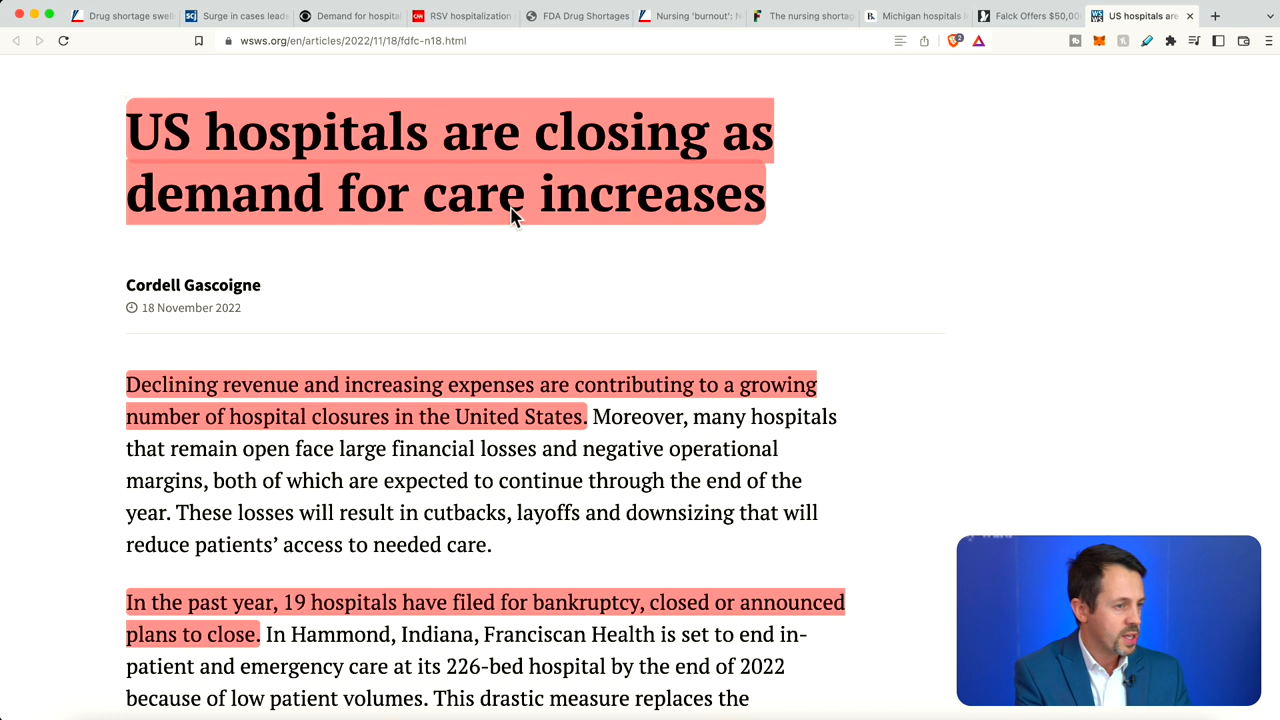 Drug shortage swell
Surge in cases leads
Demand for hospital
RSV hospitalization
FDA Drug Shortages
Nursing 'burnout':
The nursing shortag
Michigan hospitals
Falck Offers $50,00
US hospitals are
wsws.org/en/articles/2022/11/18/fdfc-n18.html
US hospitals are closing as
demand for care increases
Cordell Gascoigne
18 November 2022
Declining revenue and increasing expenses are contributing to a growing
number of hospital closures in the United States. Moreover, many hospitals
that remain open face large financial losses and negative operational
margins, both of which are expected to continue through the end of the
year. These losses will result in cutbacks, layoffs and downsizing that will
reduce patients’ access to needed care.
In the past year, 19 hospitals have filed for bankruptcy, closed or announced
plans to close. In Hammond, Indiana, Franciscan Health is set to end in-
patient and emergency care at its 226-bed hospital by the end of 2022
because of low patient volumes. This drastic measure replaces the